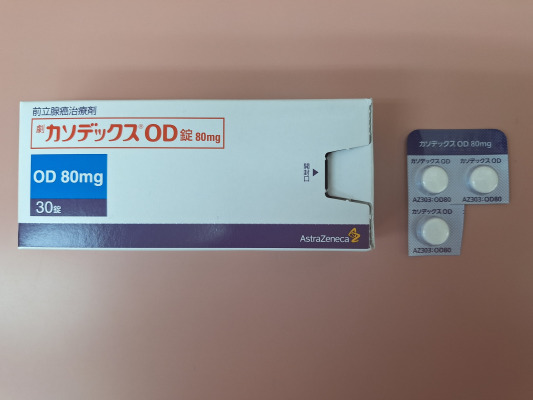 前立腺癌治療剤
劇 カソデックス® OD 錠 80mg
OD 80mg
30錠
開封口
AstraZeneca
カソデックス OD 80mg
カソデックス OD カソデックス OD
AZ303:OD80 AZ303:OD80
カソデックス OD
AZ303:OD80